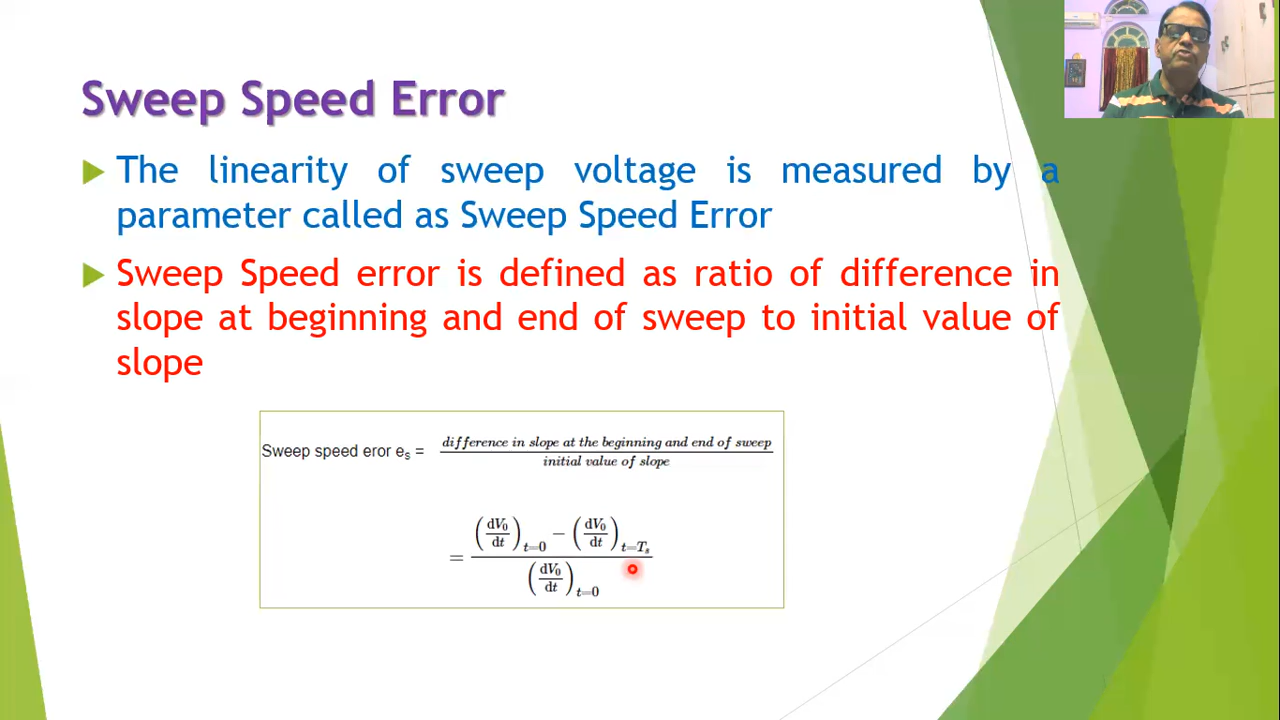 Sweep Speed Error
The linearity of sweep voltage is measured by a
parameter called as Sweep Speed Error
Sweep Speed error is defined as ratio of difference in
slope at beginning and end of sweep to initial value of
slope
Sweep speed eror eₛ = difference in slope at the beginning and end of sweep / initial value of slope
= ((dV₀/dt)ₜ₌₀ − (dV₀/dt)ₜ₌Tₛ) / (dV₀/dt)ₜ₌₀